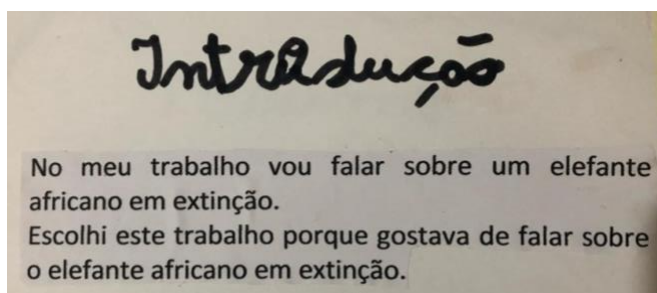 Introdução
No meu trabalho vou falar sobre um elefante
africano em extinção.
Escolhi este trabalho porque gostava de falar sobre
o elefante africano em extinção.